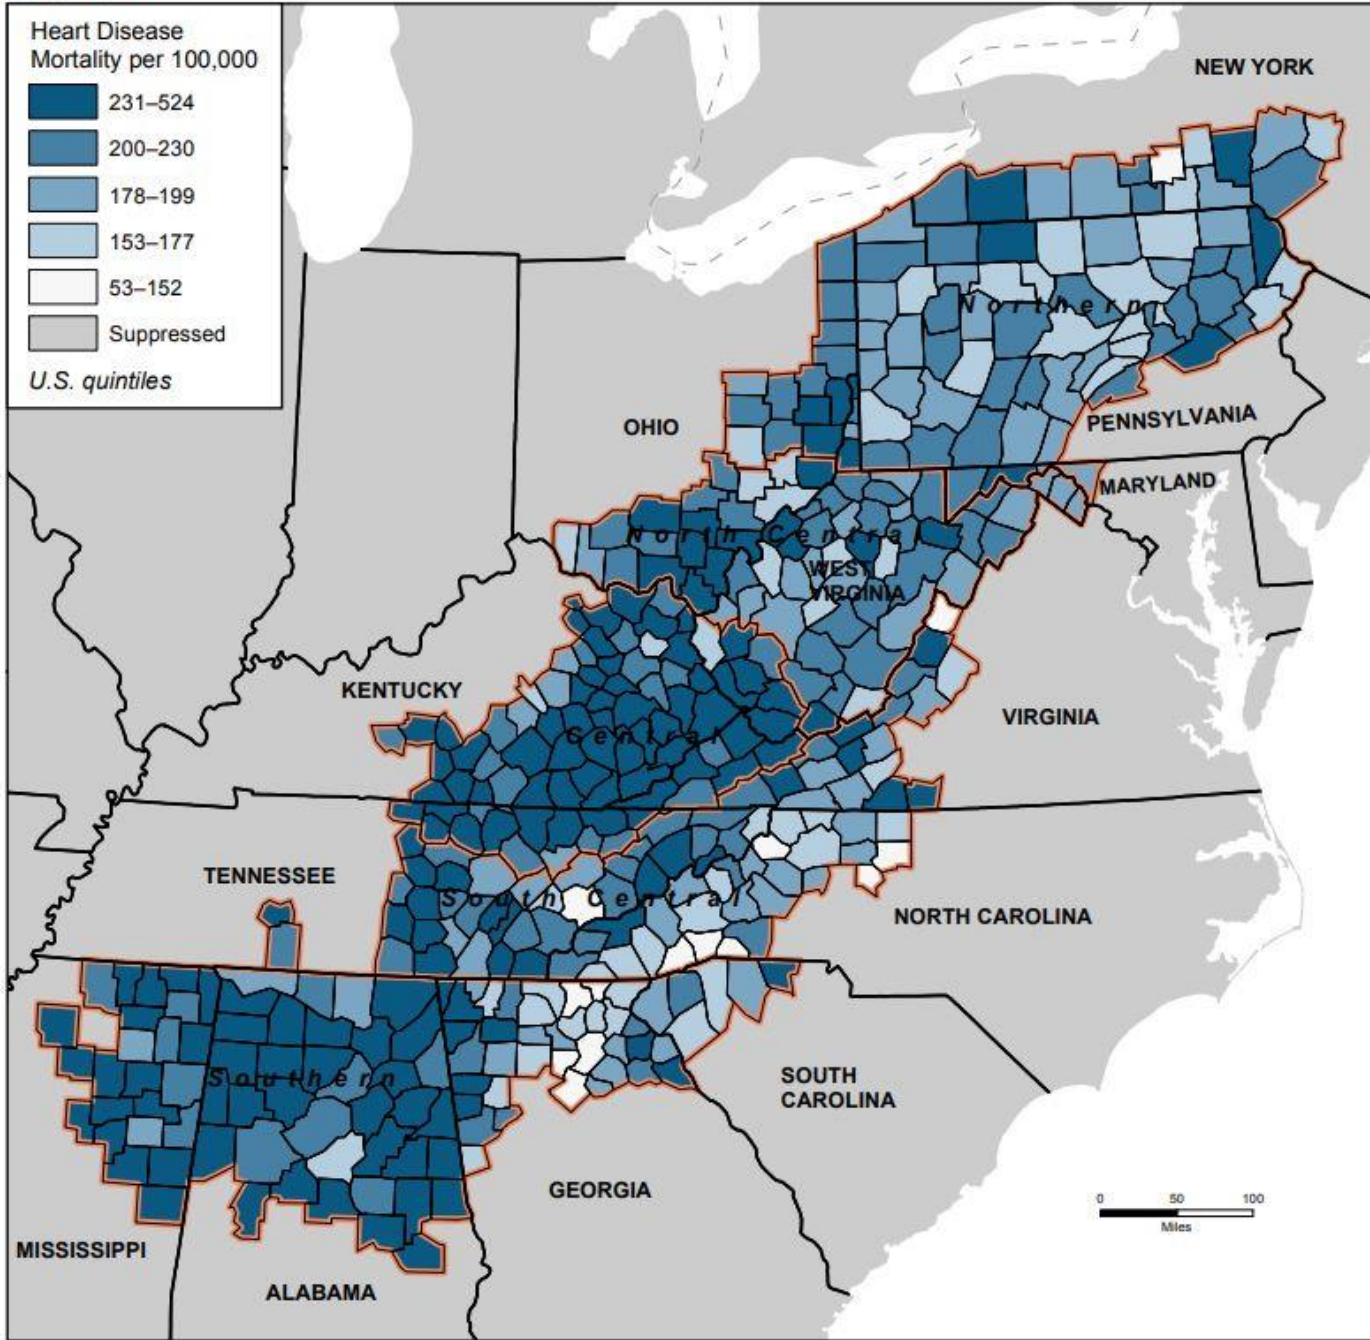 Heart Disease
Mortality per 100,000
231–524
200–230
178–199
153–177
53–152
Suppressed
U.S. quintiles
NEW YORK
Northern
PENNSYLVANIA
OHIO
MARYLAND
North Central
WEST
VIRGINIA
KENTUCKY
VIRGINIA
Central
TENNESSEE
South Central
NORTH CAROLINA
Southern
SOUTH
CAROLINA
GEORGIA
0 50 100
Miles
MISSISSIPPI
ALABAMA